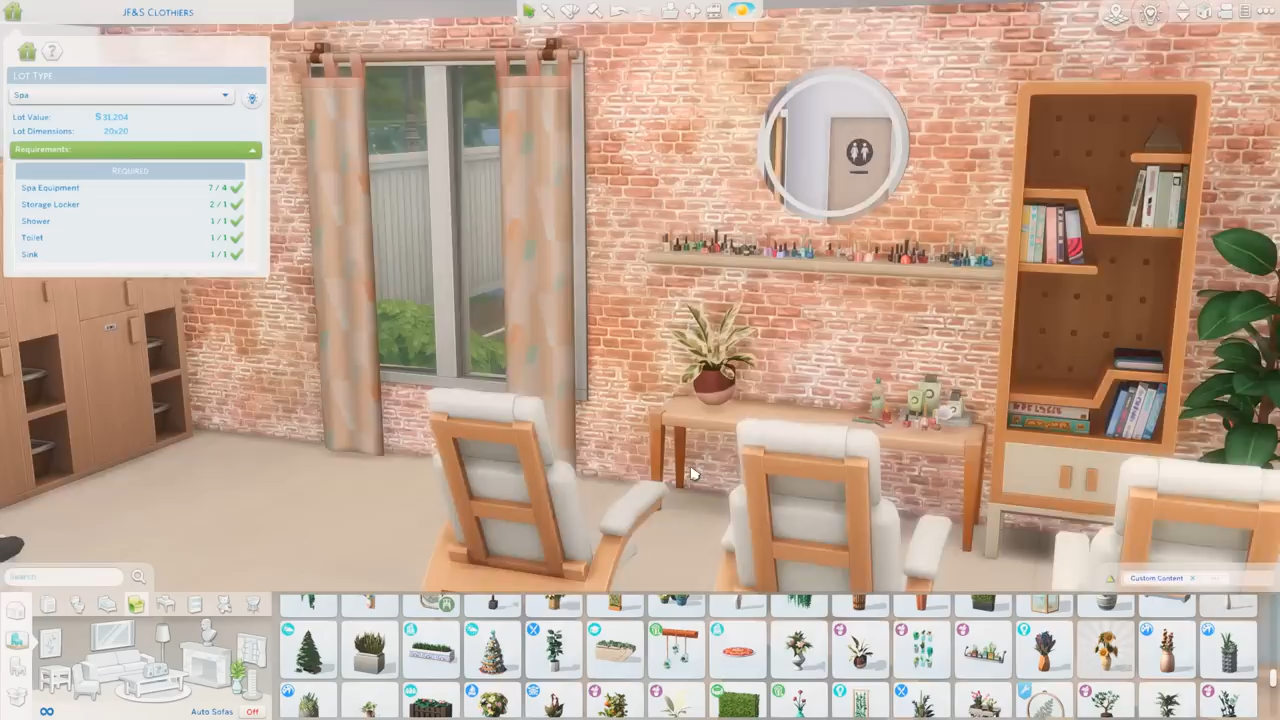 JF&S Clothiers
Lot Type
Spa
Lot Value: § 31,204
Lot Dimensions: 20x20
Requirements:
Required
Spa Equipment 7 / 4
Storage Locker 2 / 1
Shower 1 / 1
Toilet 1 / 1
Sink 1 / 1
Search
Custom Content
Auto Sofas Off